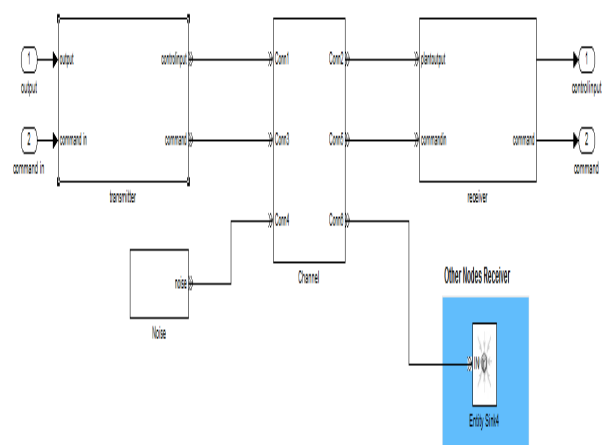 1
output
2
command in
output
controlinput
command in
command
transmitter
Conn1
Conn2
Conn3
Conn5
Conn4
Conn6
Channel
plantoutput
commandin
command
receiver
1
controlinput
2
command
noise
Noise
Other Nodes Receiver
IN
Entity Sink4